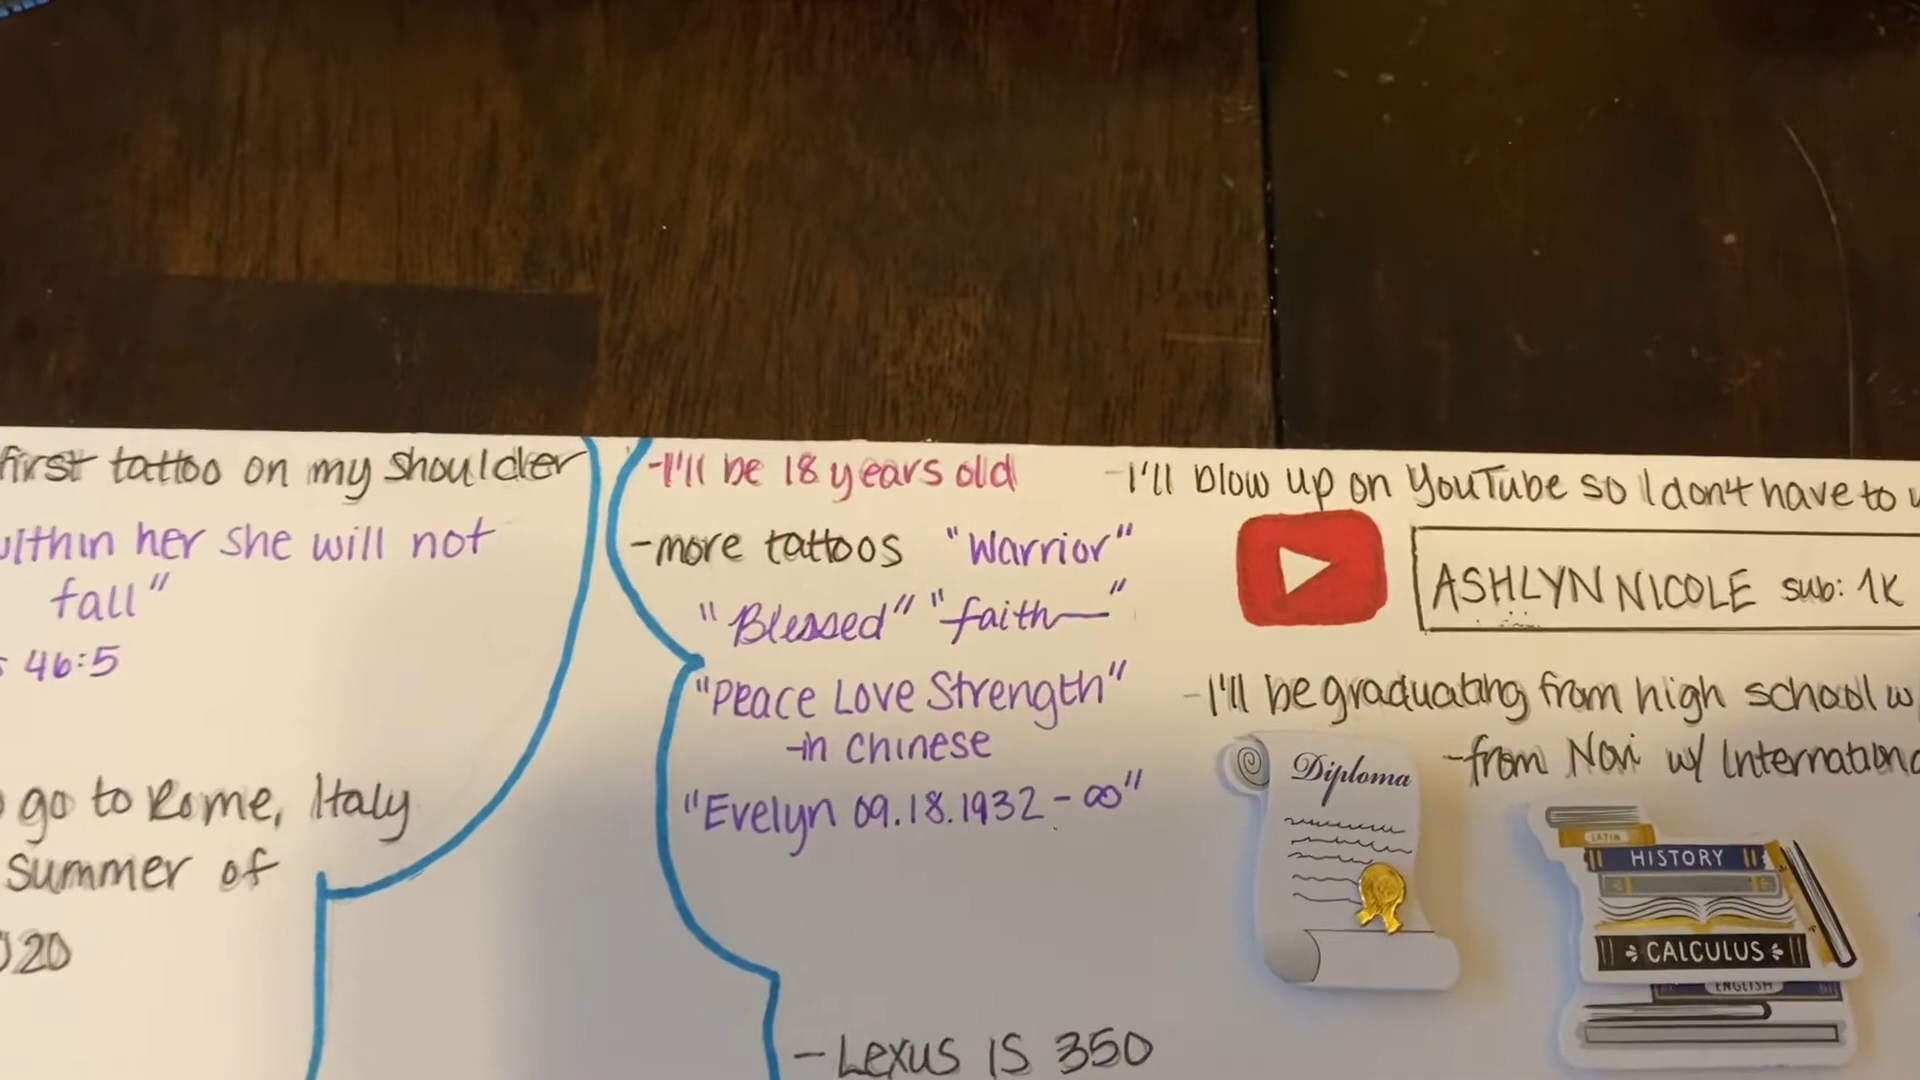 first tattoo on my shoulder
within her she will not
fall"
46:5
go to Rome, Italy
summer of
20
-I'll be 18 years old
-more tattoos "Warrior"
"Blessed" "faith"
"Peace Love Strength"
-in Chinese
"Evelyn 09.18.1932 - ∞"
- Lexus IS 350
-I'll blow up on YouTube so I don't have to
ASHLYN NICOLE sub: 1K
-I'll be graduating from high school w/
-from Novi w/ Internationa
Diploma
LATIN
HISTORY
CALCULUS
ENGLISH